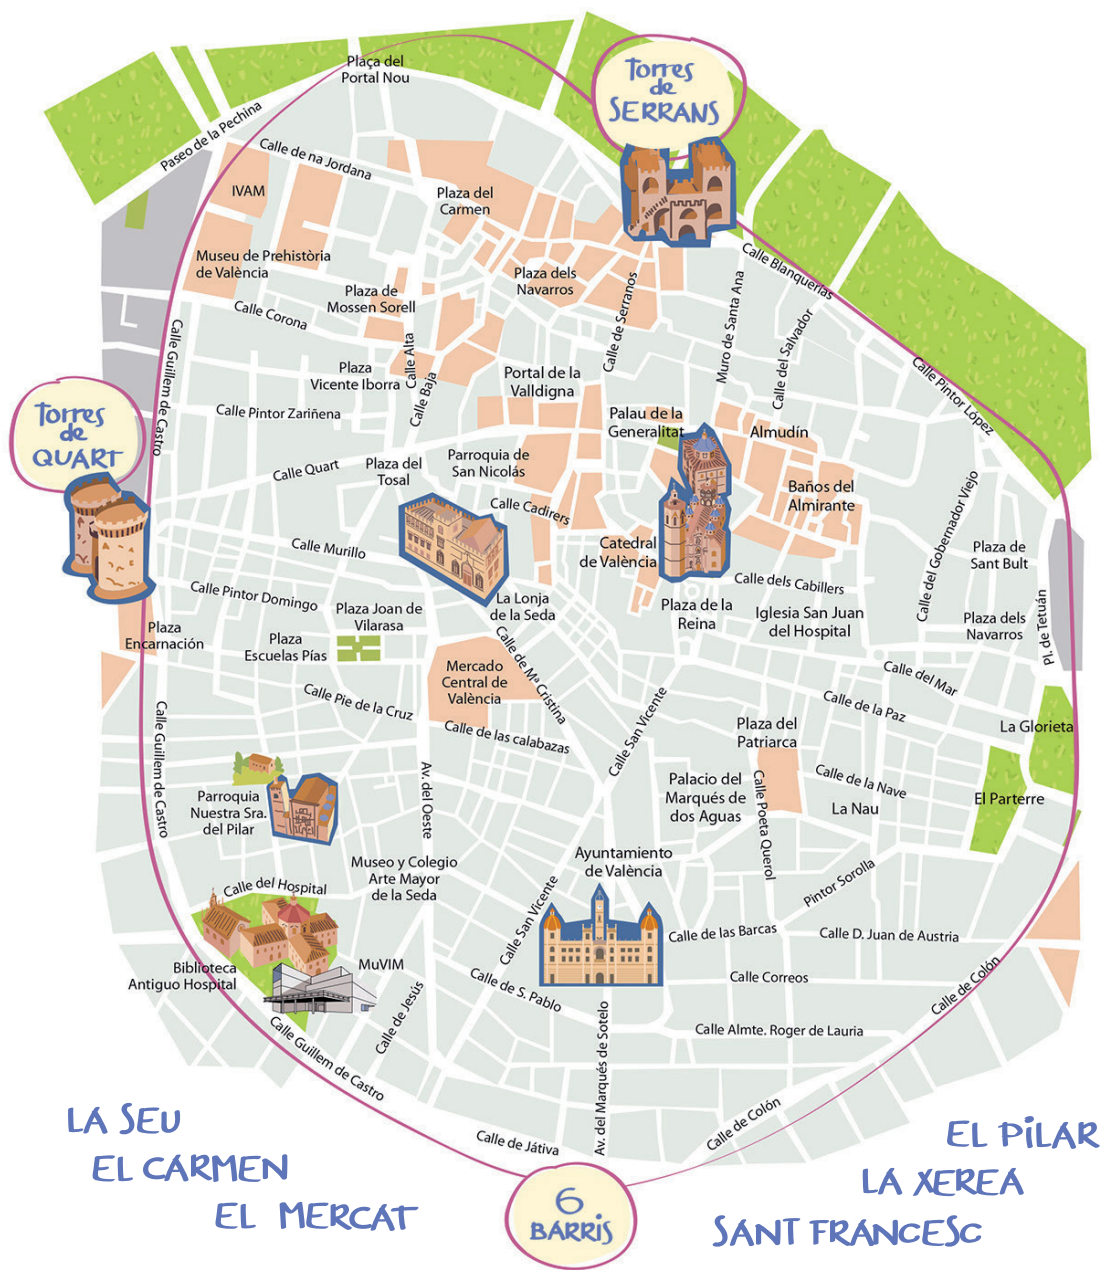 Plaça del
Portal Nou
Torres
de
SERRANS
Paseo de la Pechina
Calle de na Jordana
IVAM
Plaza del
Carmen
Museu de Prehistòria
de València
Plaza dels
Navarros
Calle Blanquerías
Plaza de
Mossen Sorell
Calle Corona
Calle de Serranos
Muro de Santa Ana
Calle del Salvador
Calle Guillem de Castro
Calle Alta
Plaza
Vicente Iborra
Calle Baja
Portal de la
Valldigna
Calle Pintor López
Torres
de
QUART
Calle Pintor Zariñena
Palau de la
Generalitat
Almudín
Calle Quart
Plaza del
Tosal
Parroquia de
San Nicolás
Baños del
Almirante
Calle Cadirers
Calle del Gobernador Viejo
Calle Murillo
Catedral
de València
Plaza de
Sant Bult
Calle dels Cabillers
Calle Pintor Domingo
Plaza Joan de
Vilarasa
La Lonja
de la Seda
Plaza de la
Reina
Iglesia San Juan
del Hospital
Plaza dels
Navarros
Pl. de Tetuán
Plaza
Encarnación
Plaza
Escuelas Pías
Calle de Mª Cristina
Mercado
Central de
València
Calle del Mar
Calle Pie de la Cruz
Calle San Vicente
Calle de la Paz
Calle de las calabazas
Plaza del
Patriarca
La Glorieta
Calle Guillem de Castro
Av. del Oeste
Palacio del
Marqués de
dos Aguas
Calle Poeta Querol
Calle de la Nave
La Nau
El Parterre
Parroquia
Nuestra Sra.
del Pilar
Museo y Colegio
Arte Mayor
de la Seda
Ayuntamiento
de València
Pintor Sorolla
Calle del Hospital
Calle San Vicente
Calle de las Barcas
Calle D. Juan de Austria
Biblioteca
Antiguo Hospital
MuVIM
Calle de S. Pablo
Calle Correos
Calle de Colón
Calle de Jesús
Calle Guillem de Castro
Av. del Marqués de Sotelo
Calle Almte. Roger de Lauria
Calle de Játiva
Calle de Colón
LA SEU
EL CARMEN
EL MERCAT
6
BARRIS
EL PILAR
LA XEREA
SANT FRANCESC